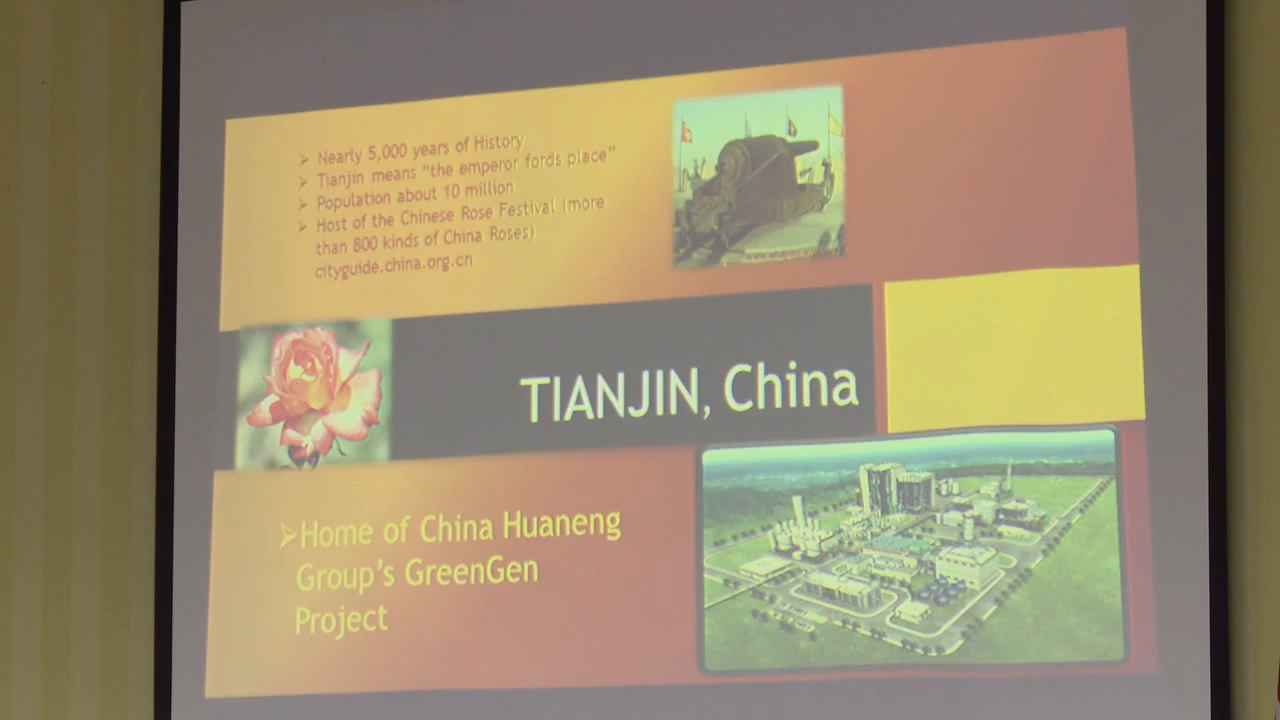 ➢ Nearly 5,000 years of History
➢ Tianjin means “the emperor fords place”
➢ Population about 10 million
➢ Host of the Chinese Rose Festival (more
than 800 kinds of China Roses)
cityguide.china.org.cn
TIANJIN, China
➢Home of China Huaneng
Group’s GreenGen
Project